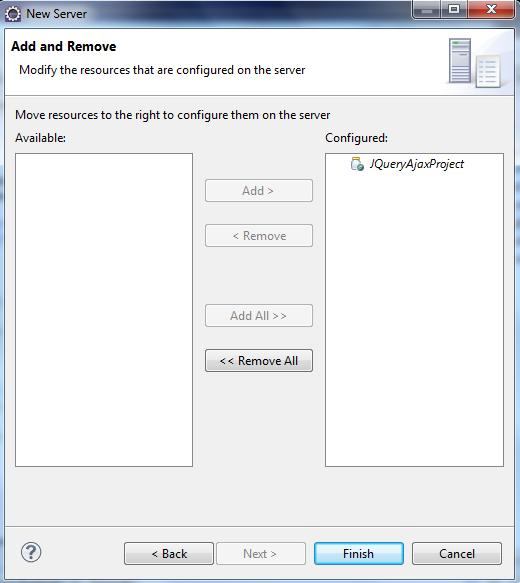 New Server
Add and Remove
Modify the resources that are configured on the server
Move resources to the right to configure them on the server
Available:
Configured:
JQueryAjaxProject
Add >
< Remove
Add All >>
<< Remove All
?
< Back
Next >
Finish
Cancel